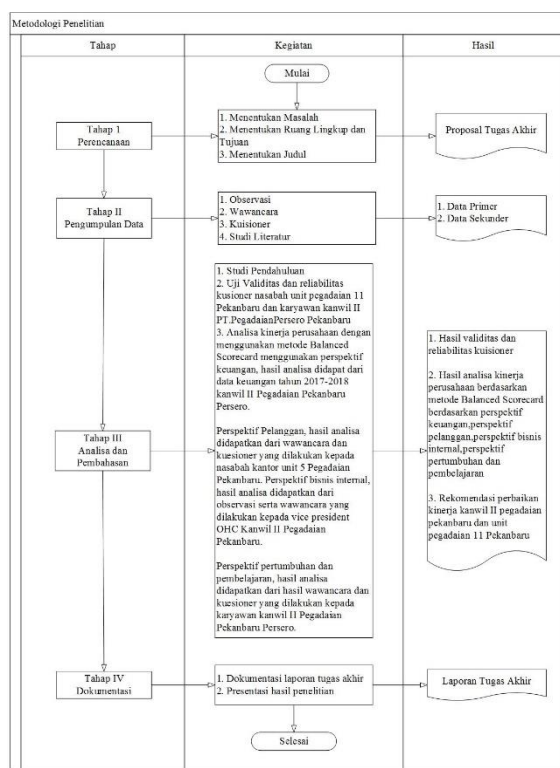 Metodologi Penelitian
Tahap
Kegiatan
Hasil
Mulai
Tahap 1
Perencanaan
1. Menentukan Masalah
2. Menentukan Ruang Lingkup dan
Tujuan
3. Menentukan Judul
Proposal Tugas Akhir
Tahap II
Pengumpulan Data
1. Observasi
2. Wawancara
3. Kuisioner
4. Studi Literatur
1. Data Primer
2. Data Sekunder
Tahap III
Analisa dan
Pembahasan
1. Studi Pendahuluan
2. Uji Validitas dan reliabilitas
kusioner nasabah unit pegadaian 11
Pekanbaru dan karyawan kanwil II
PT.PegadaianPersero Pekanbaru
3. Analisa kinerja perusahaan dengan
menggunakan metode Balanced
Scorecard menggunakan perspektif
keuangan, hasil analisa didapat dari
data keuangan tahun 2017-2018
kanwil II Pegadaian Pekanbaru
Persero.
Perspektif Pelanggan, hasil analisa
didapatkan dari wawancara dan
kuesioner yang dilakukan kepada
nasabah kantor unit 5 Pegadaian
Pekanbaru. Perspektif bisnis internal,
hasil analisa didapatkan dari
observasi serta wawancara yang
dilakukan kepada vice president
OHC Kanwil II Pegadaian
Pekanbaru.
Perspektif pertumbuhan dan
pembelajaran, hasil analisa
didapatkan dari hasil wawancara dan
kuesioner yang dilakukan kepada
karyawan kanwil II Pegadaian
Pekanbaru Persero.
1. Hasil validitas dan
reliabilitas kuisioner
2. Hasil analisa kinerja
perusahaan berdasarkan
metode Balanced Scorecard
berdasarkan perspektif
keuangan,perspektif
pelanggan,perspektif bisnis
internal,perspektif
pertumbuhan dan
pembelajaran
3. Rekomendasi perbaikan
kinerja kanwil II pegadaian
pekanbaru dan unit
pegadaian 11 Pekanbaru
Tahap IV
Dokumentasi
1. Dokumentasi laporan tugas akhir
2. Presentasi hasil penelitian
Laporan Tugas Akhir
Selesai